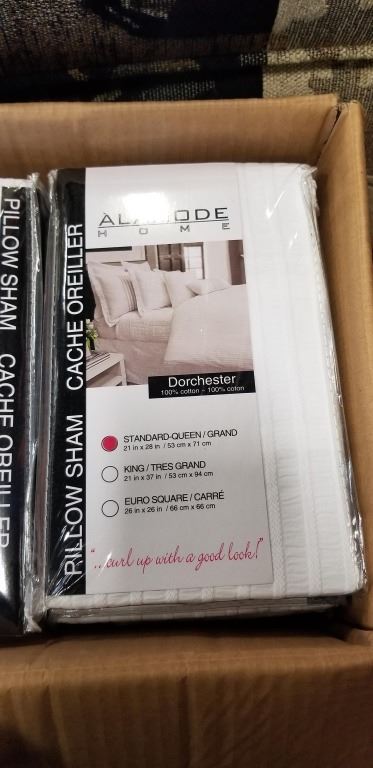 PILLOW SHAM CACHE OREILLER
PILLOW SHAM CACHE OREILLER
ALAMODE
HOME
Dorchester
100% cotton - 100% coton
STANDARD-QUEEN / GRAND
21 in x 28 in / 53 cm x 71 cm
KING / TRES GRAND
21 in x 37 in / 53 cm x 94 cm
EURO SQUARE / CARRÉ
26 in x 26 in / 66 cm x 66 cm
"...curl up with a good look!"